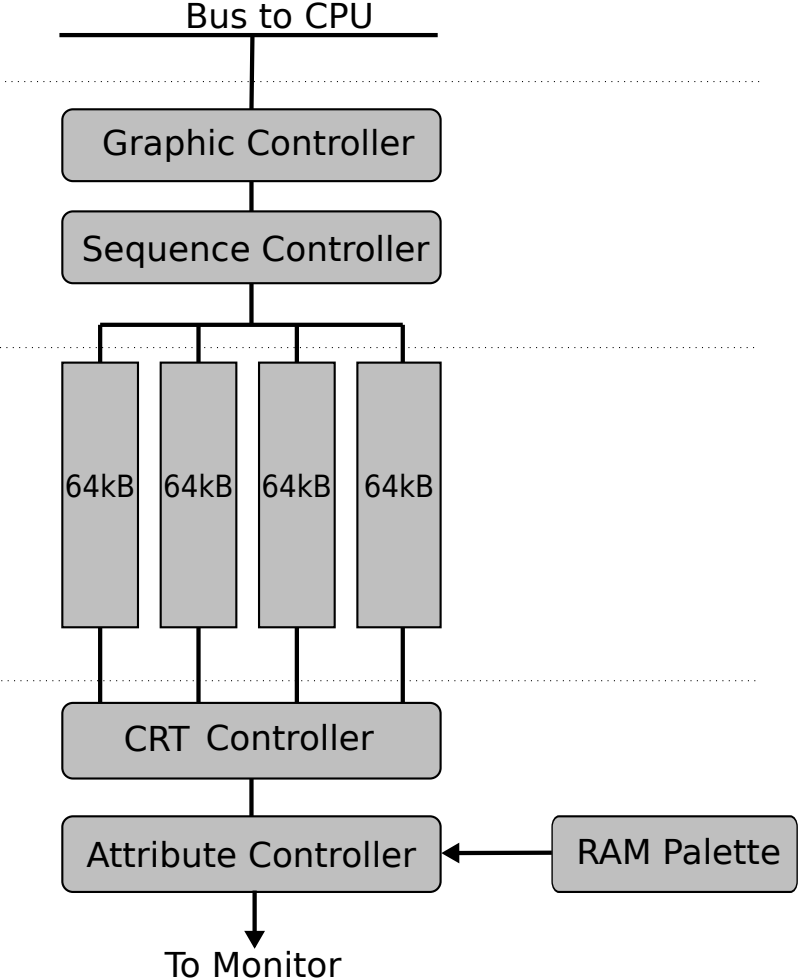 Bus to CPU
Graphic Controller
Sequence Controller
64kB 64kB 64kB 64kB
CRT Controller
Attribute Controller
RAM Palette
To Monitor